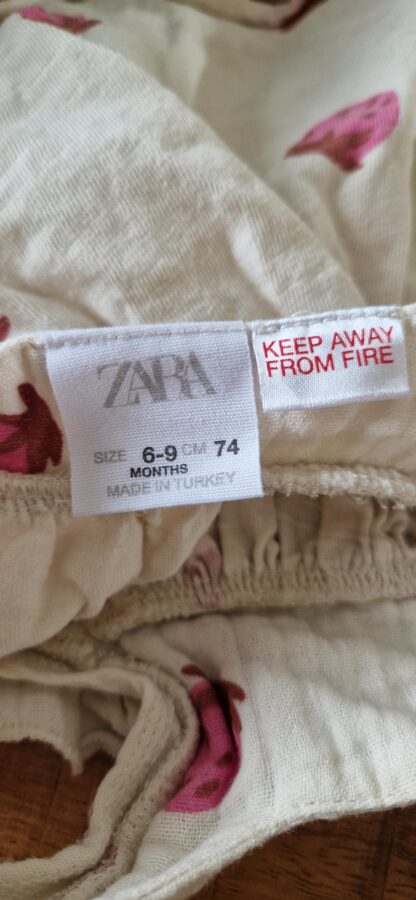 ZARA
SIZE 6-9 CM 74
MONTHS
MADE IN TURKEY
KEEP AWAY
FROM FIRE